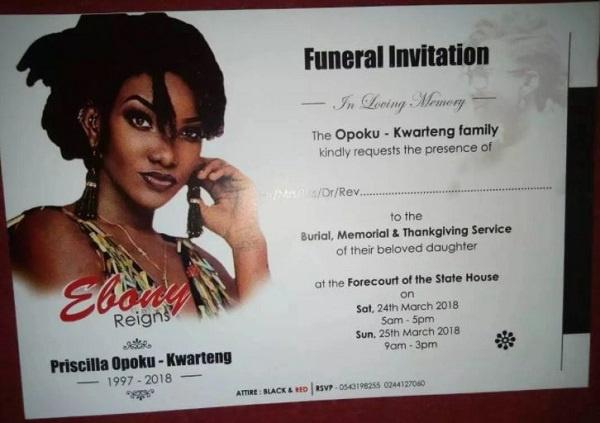 Funeral Invitation
In Loving Memory
The Opoku - Kwarteng family
kindly requests the presence of
/Dr/Rev.......................................................
to the
Burial, Memorial & Thankgiving Service
of their beloved daughter
at the Forecourt of the State House
on
Sat, 24th March 2018
5am - 5pm
Sun, 25th March 2018
9am - 3pm
Ebony
Reigns
Priscilla Opoku - Kwarteng
1997 - 2018
ATTIRE : BLACK & RED | RSVP - 0543198255 0244127060